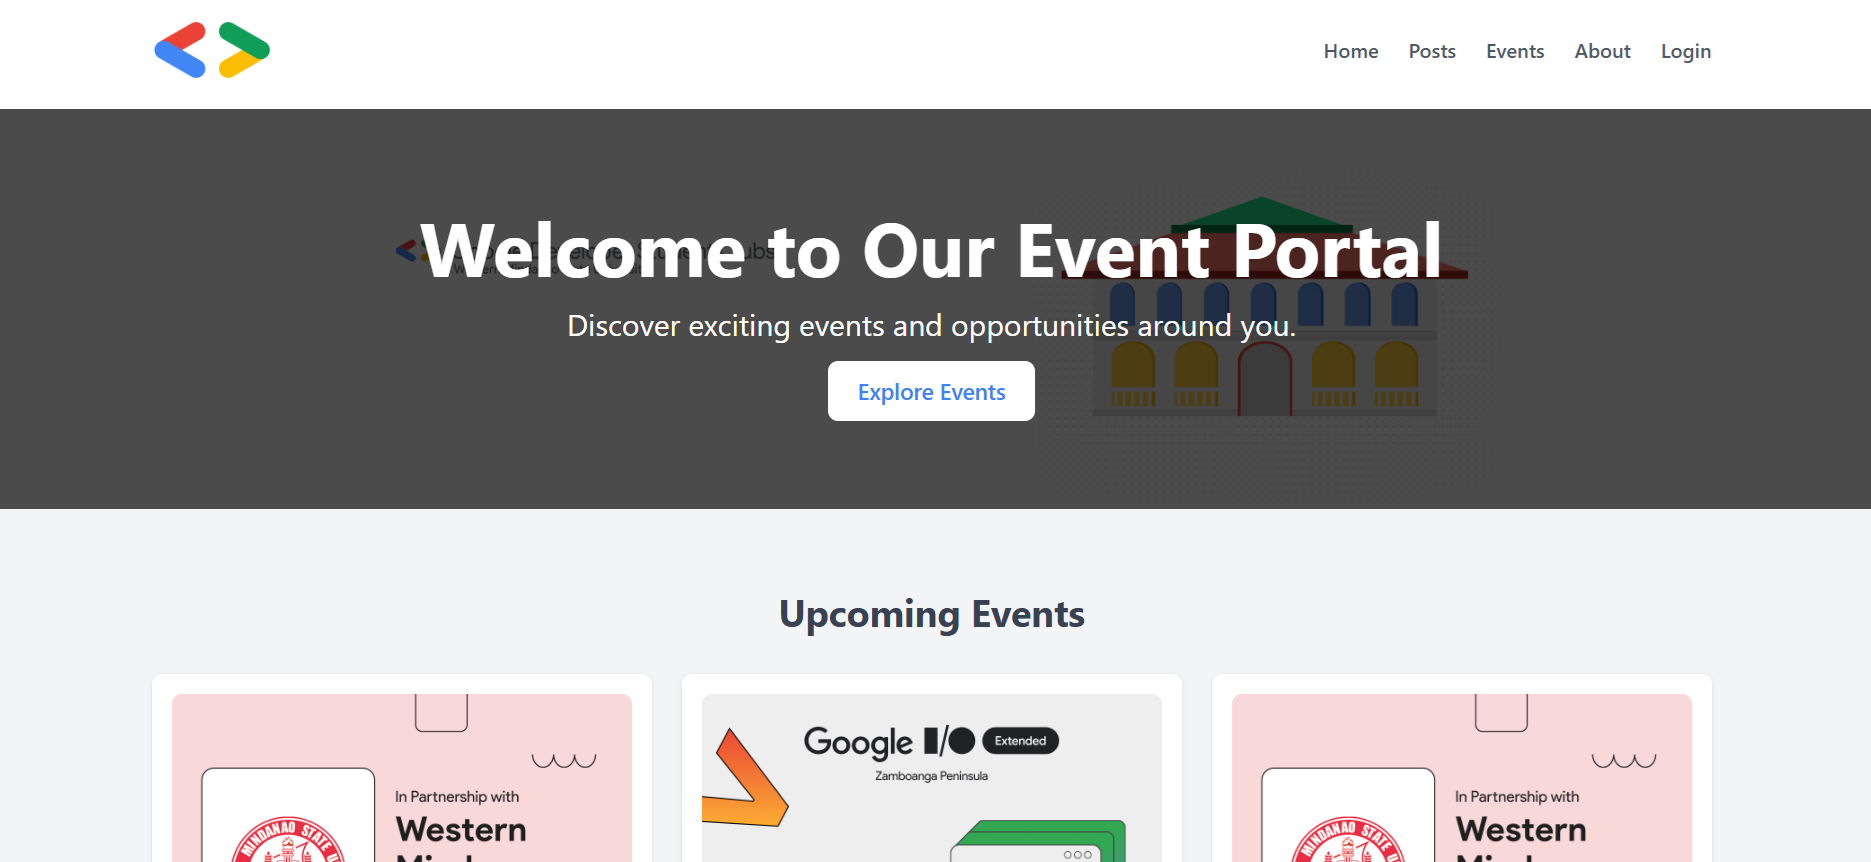 Home Posts Events About Login
Welcome to Our Event Portal
Discover exciting events and opportunities around you.
Explore Events
Upcoming Events
In Partnership with
Western
Google I/O Extended
Zamboanga Peninsula
In Partnership with
Western
MINDANAO STATE
MINDANAO STATE